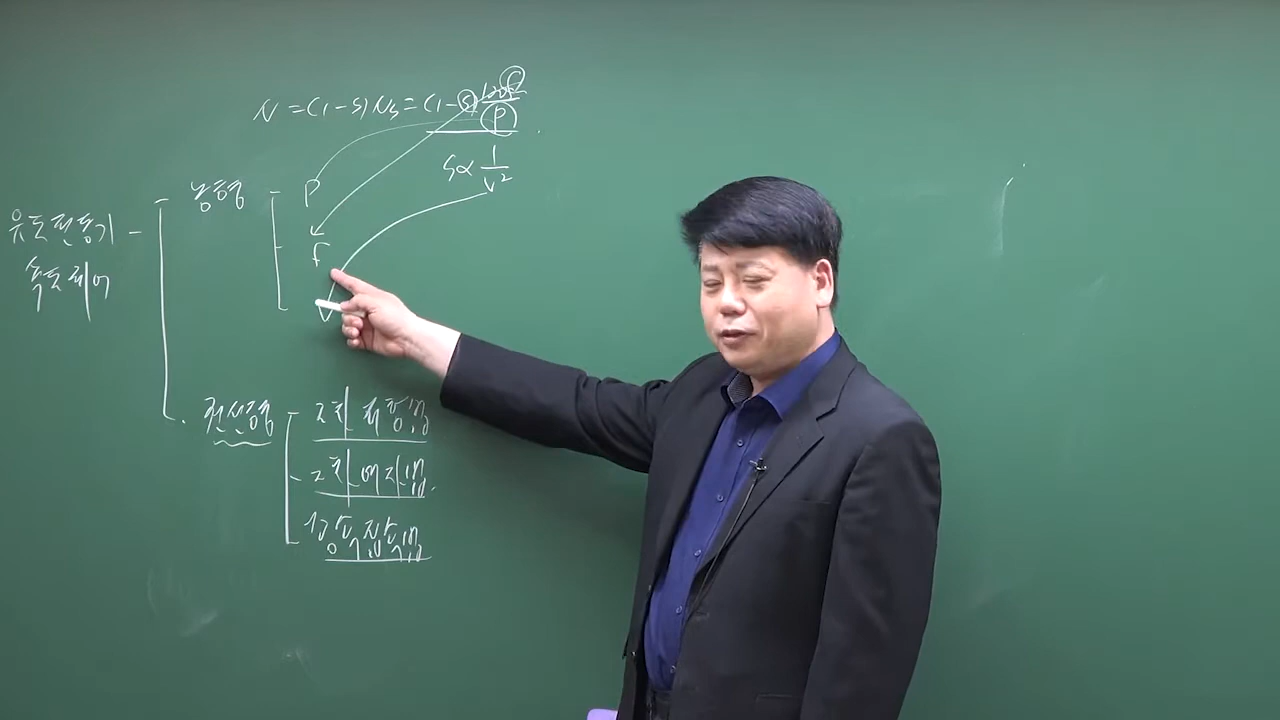 N = (1-S) Ns = (1-S) 120f/P
S ∝ 1/V²
농형
P
유도전동기
f
속도제어
V
권선형
2차 저항법
2차 여자법
종속접속법